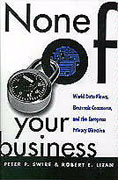 None
of
your
business
World Data Flows,
Electronic Commerce,
and the European
Privacy Directive
PETER P. SWIRE & ROBERT E. LITAN